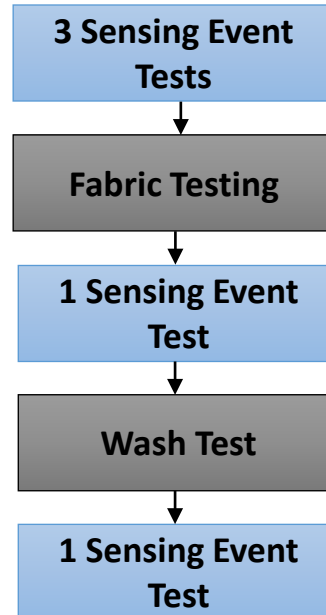 3 Sensing Event
Tests
Fabric Testing
1 Sensing Event
Test
Wash Test
1 Sensing Event
Test